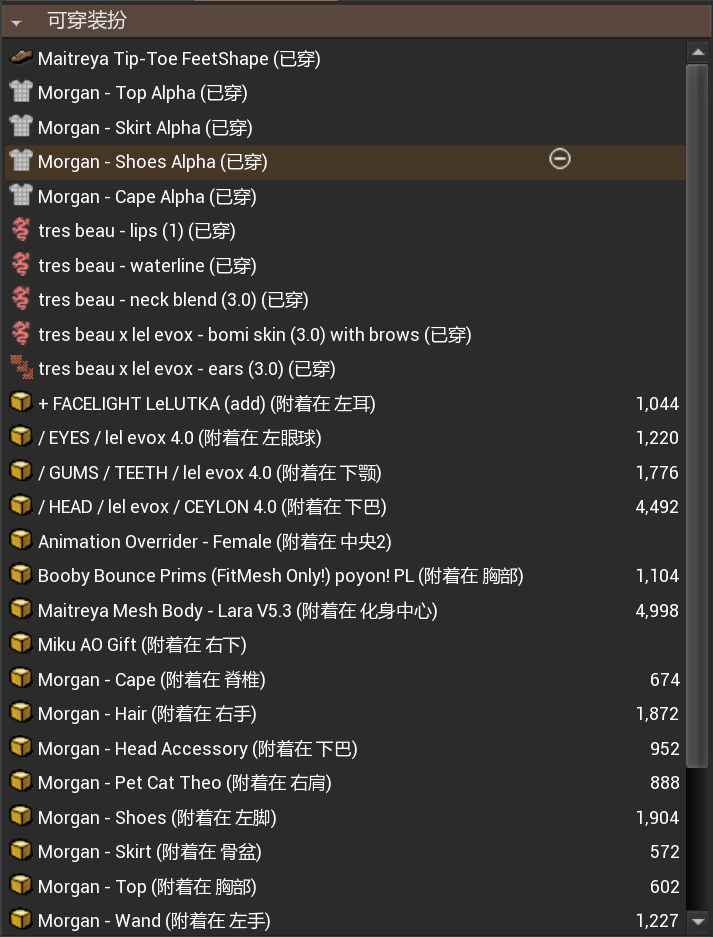 可穿装扮
Maitreya Tip-Toe FeetShape (已穿)
Morgan - Top Alpha (已穿)
Morgan - Skirt Alpha (已穿)
Morgan - Shoes Alpha (已穿)
Morgan - Cape Alpha (已穿)
tres beau - lips (1) (已穿)
tres beau - waterline (已穿)
tres beau - neck blend (3.0) (已穿)
tres beau x lel evox - bomi skin (3.0) with brows (已穿)
tres beau x lel evox - ears (3.0) (已穿)
+ FACELIGHT LeLUTKA (add) (附着在 左耳) 1,044
/ EYES / lel evox 4.0 (附着在 左眼球) 1,220
/ GUMS / TEETH / lel evox 4.0 (附着在 下颚) 1,776
/ HEAD / lel evox / CEYLON 4.0 (附着在 下巴) 4,492
Animation Overrider - Female (附着在 中央2)
Booby Bounce Prims (FitMesh Only!) poyon! PL (附着在 胸部) 1,104
Maitreya Mesh Body - Lara V5.3 (附着在 化身中心) 4,998
Miku AO Gift (附着在 右下)
Morgan - Cape (附着在 脊椎) 674
Morgan - Hair (附着在 右手) 1,872
Morgan - Head Accessory (附着在 下巴) 952
Morgan - Pet Cat Theo (附着在 右肩) 888
Morgan - Shoes (附着在 左脚) 1,904
Morgan - Skirt (附着在 骨盆) 572
Morgan - Top (附着在 胸部) 602
Morgan - Wand (附着在 左手) 1,227